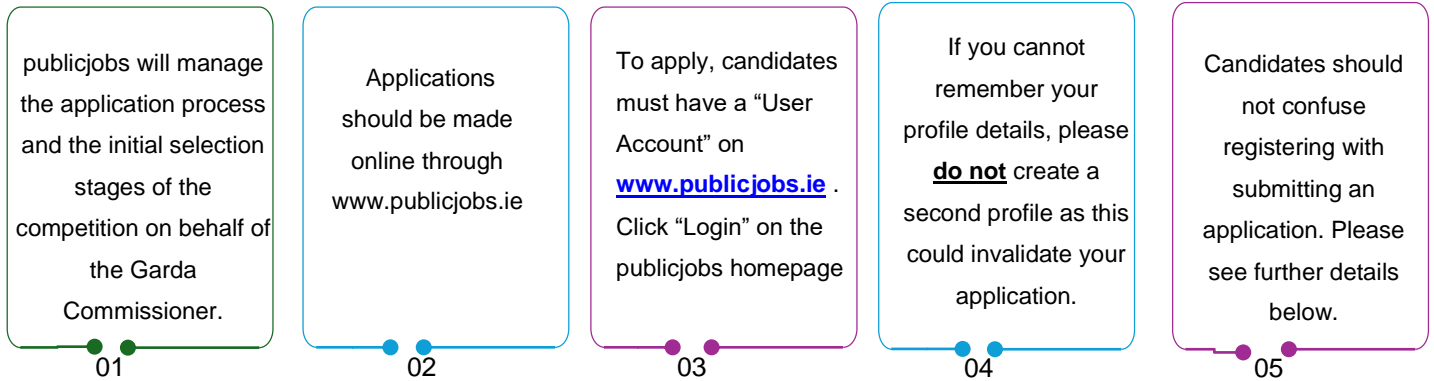 publicjobs will manage
the application process
and the initial selection
stages of the
competition on behalf of
the Garda
Commissioner.
01
Applications
should be made
online through
www.publicjobs.ie
02
To apply, candidates
must have a “User
Account” on
www.publicjobs.ie .
Click “Login” on the
publicjobs homepage
03
If you cannot
remember your
profile details, please
do not create a
second profile as this
could invalidate your
application.
04
Candidates should
not confuse
registering with
submitting an
application. Please
see further details
below.
05